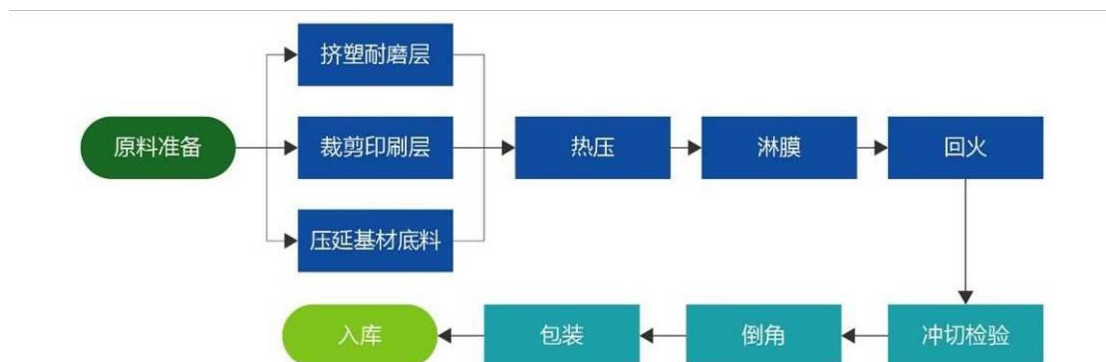 挤塑耐磨层
原料准备
裁剪印刷层
热压
淋膜
回火
压延基材底料
入库
包装
倒角
冲切检验